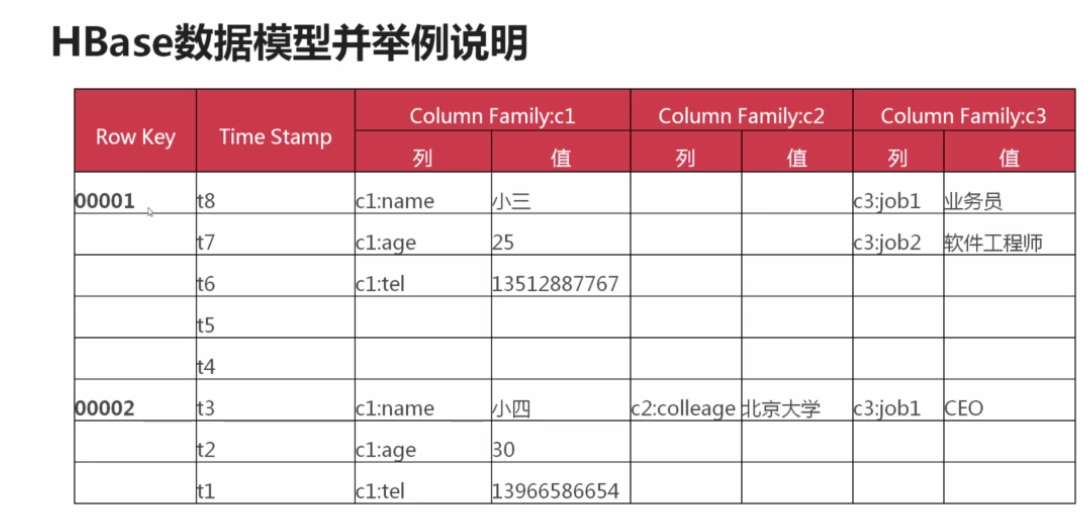 HBase数据模型并举例说明
Row Key Time Stamp Column Family:c1 Column Family:c2 Column Family:c3
列 值 列 值 列 值
00001 t8 c1:name 小三 c3:job1 业务员
t7 c1:age 25 c3:job2 软件工程师
t6 c1:tel 13512887767
t5
t4
00002 t3 c1:name 小四 c2:colleage 北京大学 c3:job1 CEO
t2 c1:age 30
t1 c1:tel 13966586654